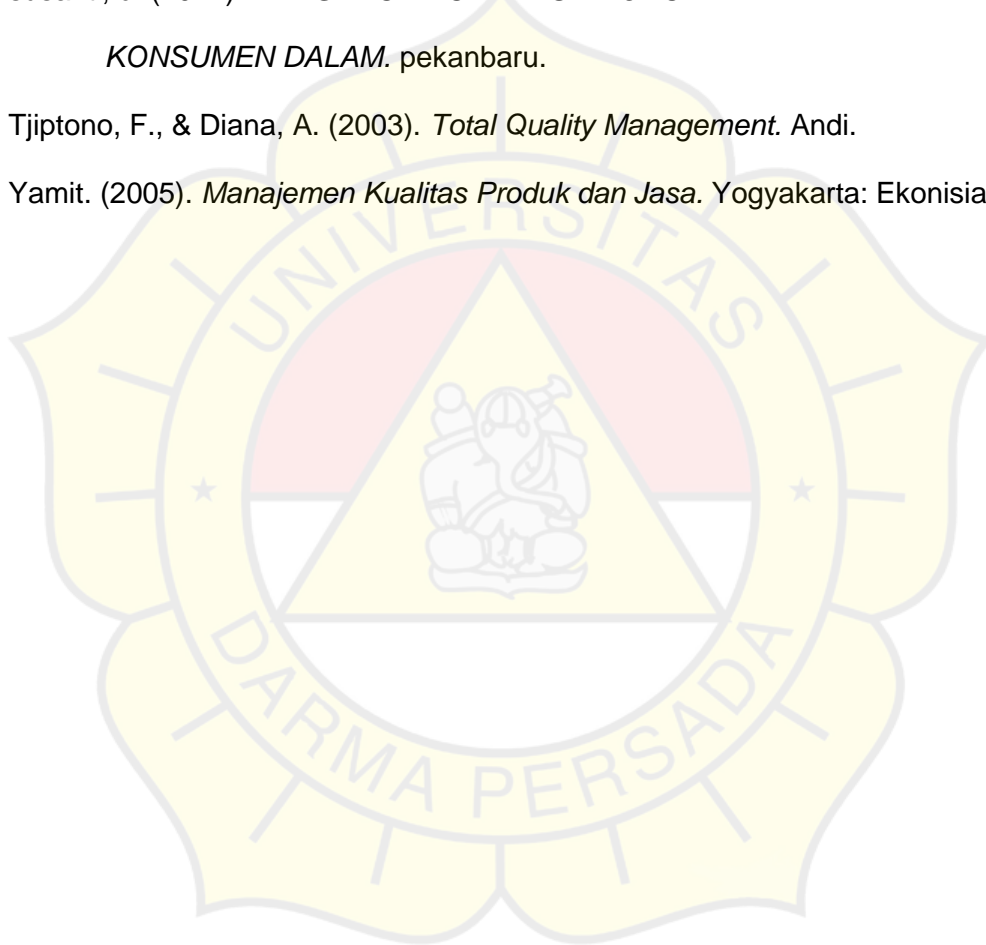 KONSUMEN DALAM. pekanbaru.
Tjiptono, F., & Diana, A. (2003). Total Quality Management. Andi.
Yamit. (2005). Manajemen Kualitas Produk dan Jasa. Yogyakarta: Ekonisia
UNIVERSITAS
DARMA PERSADA